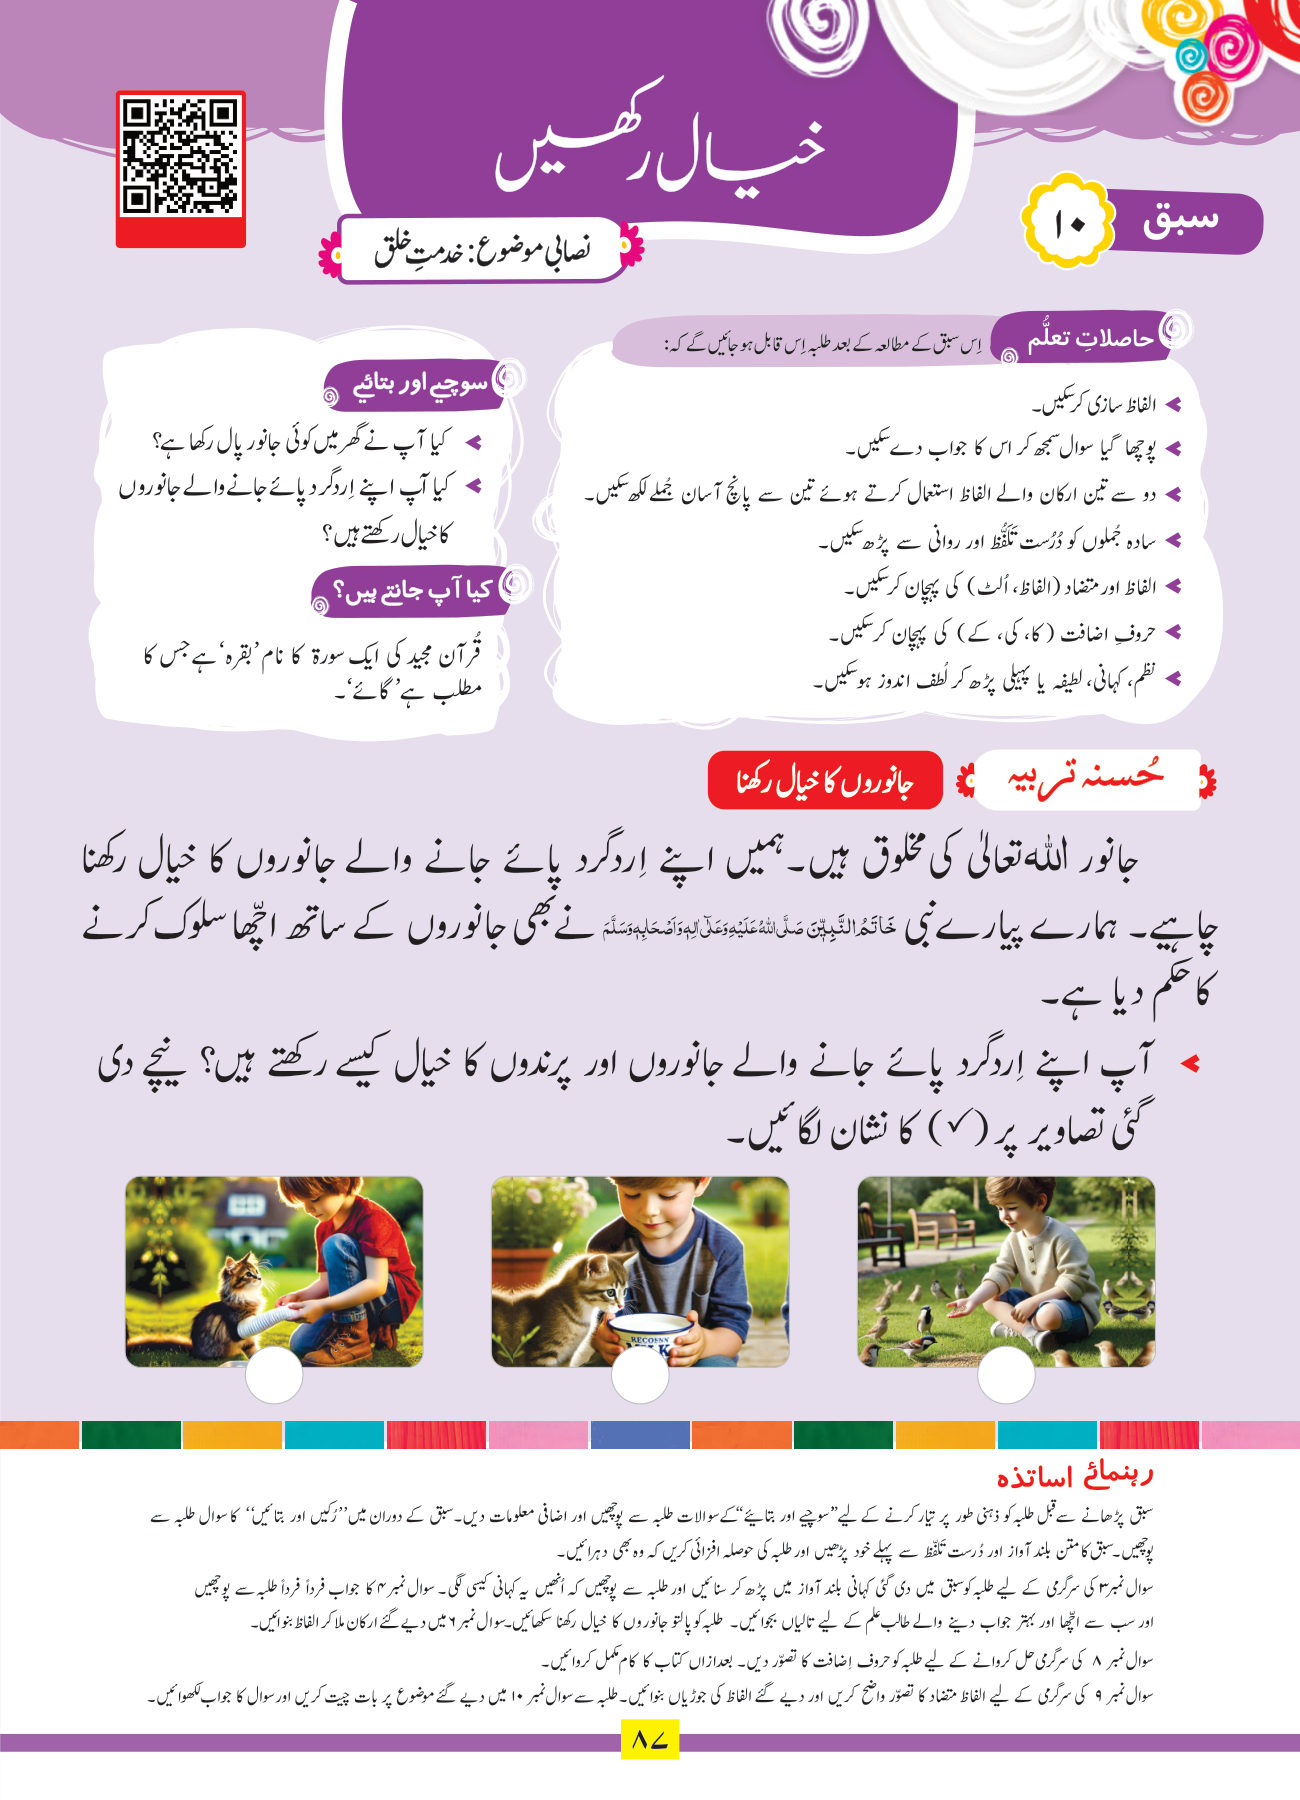 خیال رکھیں
سبق ۱۰
نصابی موضوع: خدمتِ خلق
حاصلاتِ تعلُّم
اِس سبق کے مطالعہ کے بعد طلبہ اِس قابل ہو جائیں گے کہ:
الفاظ سازی کر سکیں۔
پوچھا گیا سوال سمجھ کر اس کا جواب دے سکیں۔
دو سے تین ارکان والے الفاظ استعمال کرتے ہوئے تین سے پانچ آسان جُملے لکھ سکیں۔
سادہ جُملوں کو دُرُست تَلَفُّظ اور روانی سے پڑھ سکیں۔
الفاظ اور متضاد (الفاظ، اُلٹ) کی پہچان کر سکیں۔
حروفِ اضافت (کا، کی، کے) کی پہچان کر سکیں۔
نظم، کہانی، لطیفہ یا پہیلی پڑھ کر لُطف اندوز ہو سکیں۔
سوچیے اور بتائیے
کیا آپ نے گھر میں کوئی جانور پال رکھا ہے؟
کیا آپ اپنے اِردگرد پائے جانے والے جانوروں
کا خیال رکھتے ہیں؟
کیا آپ جانتے ہیں؟
قُرآن مجید کی ایک سورۃ کا نام ’بقرہ‘ ہے جس کا
مطلب ہے ’گائے‘۔
حُسنہ تربیہ
جانوروں کا خیال رکھنا
جانور اللہ تعالیٰ کی مخلوق ہیں۔ ہمیں اپنے اِردگرد پائے جانے والے جانوروں کا خیال رکھنا
چاہیے۔ ہمارے پیارے نبی خَاتَمُ النَّبِیّٖنَ صَلَّی اللہُ عَلَیْہِ وَعَلٰٓی اٰلِہٖ وَاَصْحَابِہٖ وَسَلَّمَ نے بھی جانوروں کے ساتھ اچّھا سلوک کرنے
کا حکم دیا ہے۔
آپ اپنے اِردگرد پائے جانے والے جانوروں اور پرندوں کا خیال کیسے رکھتے ہیں؟ نیچے دی
گئی تصاویر پر (✓) کا نشان لگائیں۔
رہنمائے اساتذہ
سبق پڑھانے سے قبل طلبہ کو ذہنی طور پر تیار کرنے کے لیے ”سوچیے اور بتائیے“ کے سوالات طلبہ سے پوچھیں اور اضافی معلومات دیں۔ سبق کے دوران میں ”رُکیں اور بتائیں“ کا سوال طلبہ سے
پوچھیں۔ سبق کا متن بلند آواز اور دُرست تَلَفّظ سے پہلے خود پڑھیں اور طلبہ کی حوصلہ افزائی کریں کہ وہ بھی دہرائیں۔
سوال نمبر ۳ کی سرگرمی کے لیے طلبہ کو سبق میں دی گئی کہانی بلند آواز میں پڑھ کر سنائیں اور طلبہ سے پوچھیں کہ اُنھیں یہ کہانی کیسی لگی۔ سوال نمبر ۴ کا جواب فرداً فرداً طلبہ سے پوچھیں
اور سب سے اچّھا اور بہتر جواب دینے والے طالب علم کے لیے تالیاں بجوائیں۔ طلبہ کو پالتو جانوروں کا خیال رکھنا سکھائیں۔ سوال نمبر ۶ میں دیے گئے ارکان ملا کر الفاظ بنوائیں۔
سوال نمبر ۸ کی سرگرمی حل کروانے کے لیے طلبہ کو حروف اِضافت کا تصوّر دیں۔ بعدازاں کتاب کا کام مکمل کروائیں۔
سوال نمبر ۹ کی سرگرمی کے لیے الفاظ متضاد کا تصوّر واضح کریں اور دیے گئے الفاظ کی جوڑیاں بنوائیں۔ طلبہ سے سوال نمبر ۱۰ میں دیے گئے موضوع پر بات چیت کریں اور سوال کا جواب لکھوائیں۔
۸۷